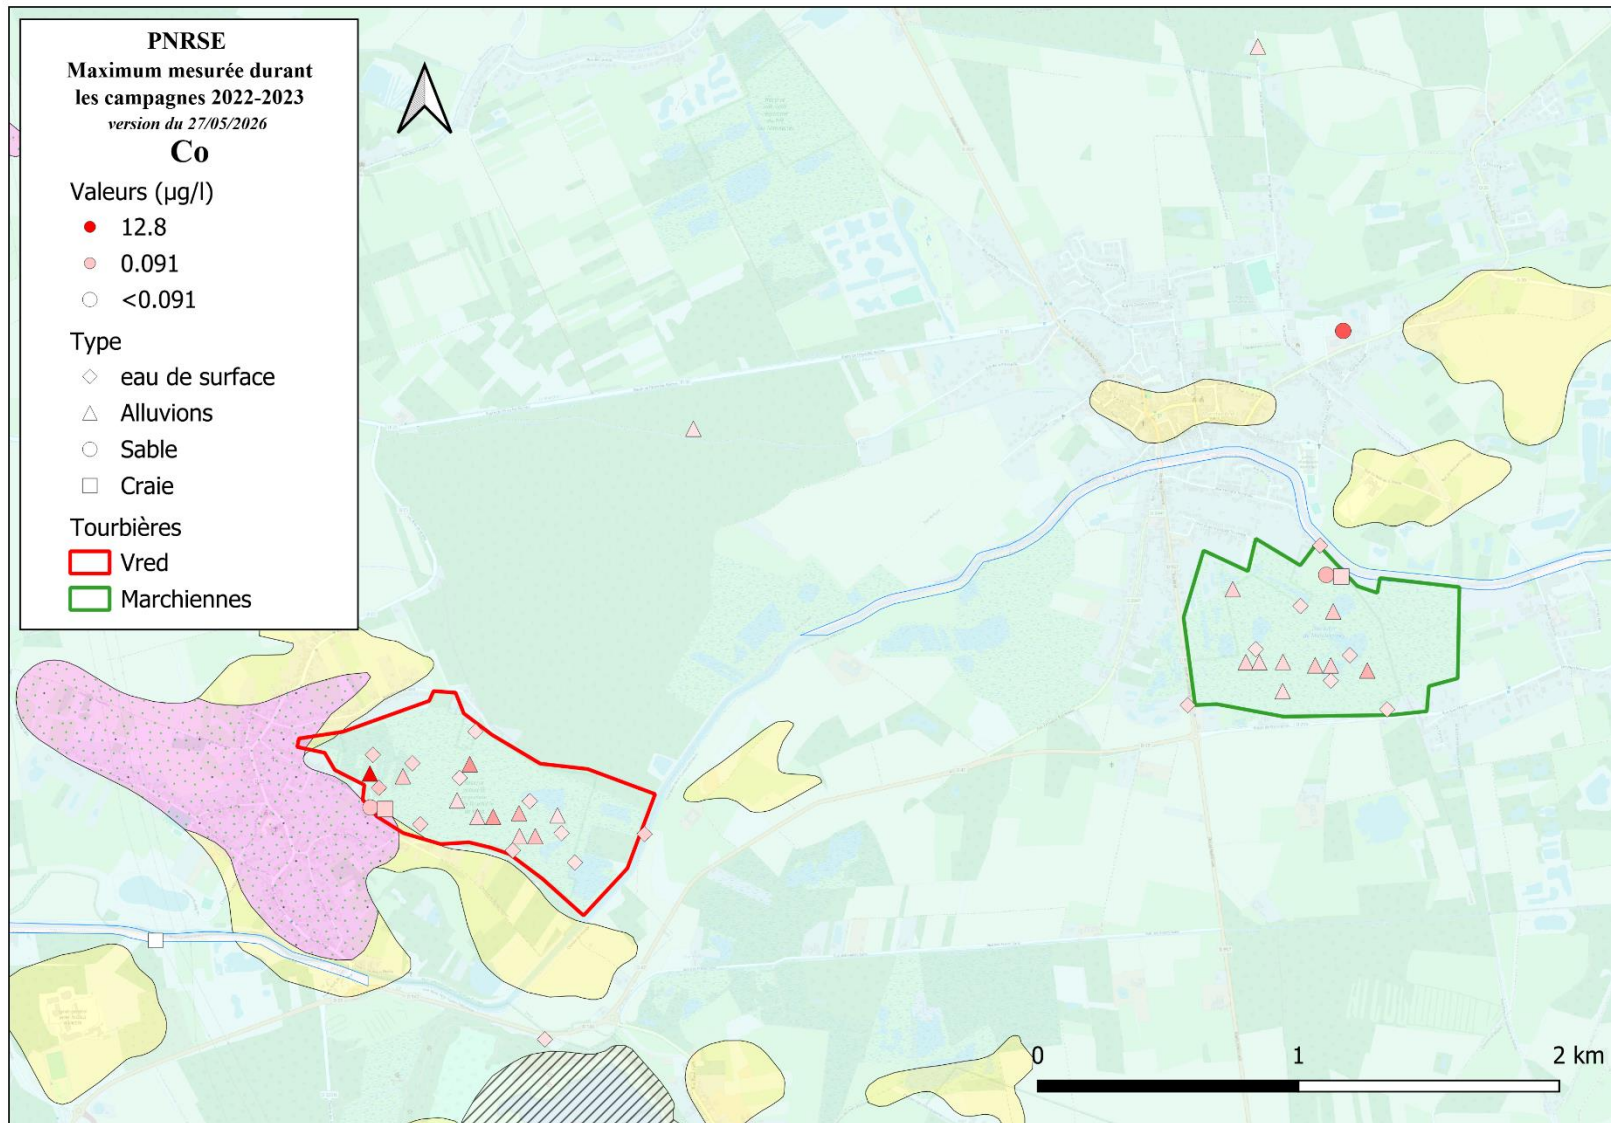 PNRSE
Maximum mesurée durant
les campagnes 2022-2023
version du 27/05/2026
Co
Valeurs (µg/l)
12.8
0.091
<0.091
Type
eau de surface
Alluvions
Sable
Craie
Tourbières
Vred
Marchiennes
0 1 2 km